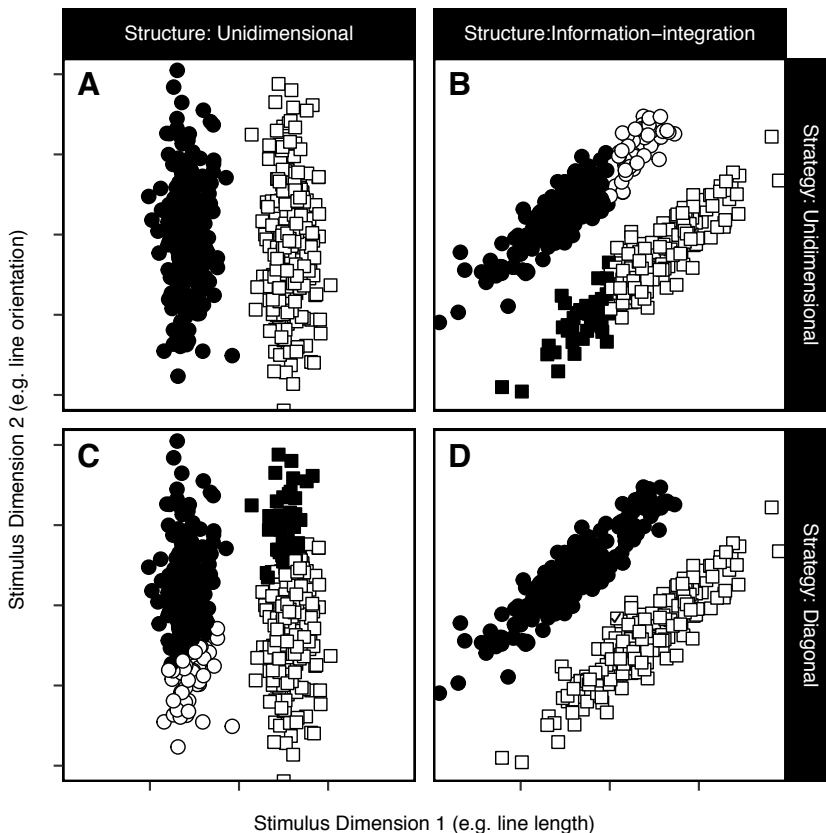 Structure: Unidimensional
Structure:Information−integration
A
B
Strategy: Unidimensional
C
D
Strategy: Diagonal
Stimulus Dimension 2 (e.g. line orientation)
Stimulus Dimension 1 (e.g. line length)